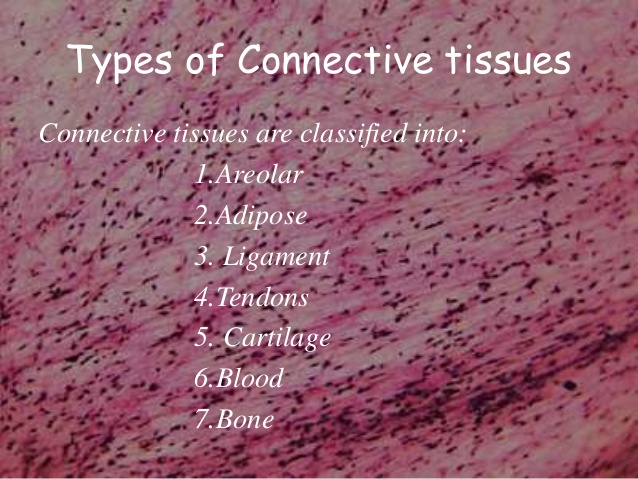 Types of Connective tissues
Connective tissues are classified into:
1.Areolar
2.Adipose
3. Ligament
4.Tendons
5. Cartilage
6.Blood
7.Bone